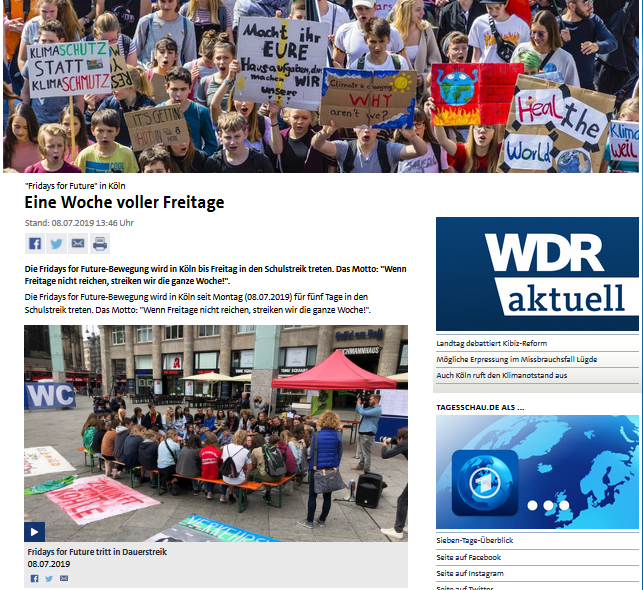 KLIMASCHUTZ
STATT
KLIMASCHMUTZ
IT'S GETTING
HOT IN
Macht ihr
EURE
Hausaufgaben, dann
machen WIR
unsere
Climate is changing
WHY
aren't we?
Heal the
World
Klima
weil
"Fridays for Future" in Köln
Eine Woche voller Freitage
Stand: 08.07.2019 13:46 Uhr
Die Fridays for Future-Bewegung wird in Köln bis Freitag in den Schulstreik treten. Das Motto: "Wenn
Freitage nicht reichen, streiken wir die ganze Woche!".
Die Fridays for Future-Bewegung wird in Köln seit Montag (08.07.2019) für fünf Tage in den
Schulstreik treten. Das Motto: "Wenn Freitage nicht reichen, streiken wir die ganze Woche!".
WC
KÖLN
Fridays for Future tritt in Dauerstreik
08.07.2019
WDR
aktuell
Landtag debattiert Kibiz-Reform
Mögliche Erpressung im Missbrauchsfall Lügde
Auch Köln ruft den Klimanotstand aus
TAGESSCHAU.DE ALS ...
Sieben-Tage-Überblick
Seite auf Facebook
Seite auf Instagram
Seite auf Twitter